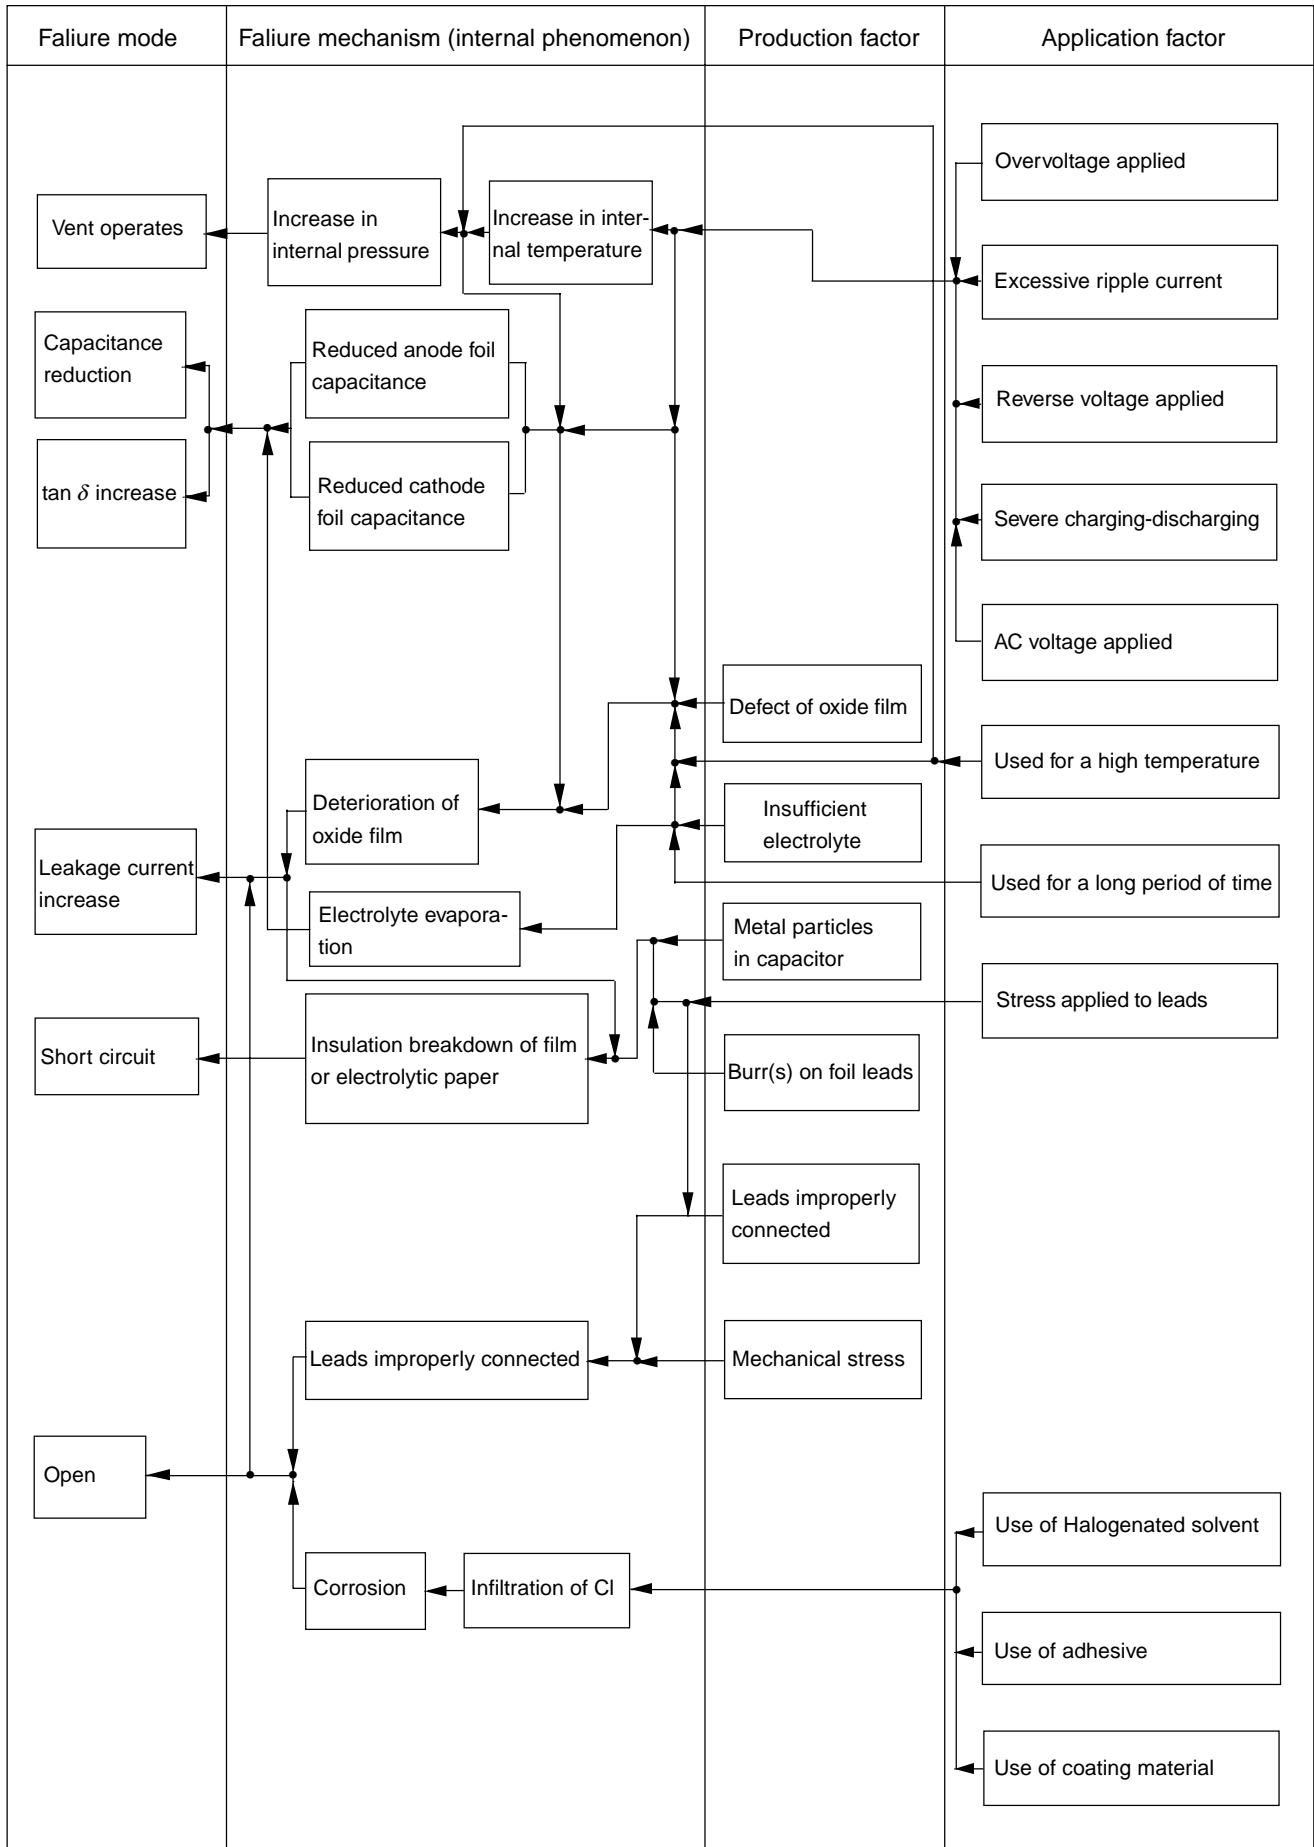 Faliure mode
Faliure mechanism (internal phenomenon)
Production factor
Application factor
Vent operates
Capacitance
reduction
tan δ increase
Leakage current
increase
Short circuit
Open
Increase in
internal pressure
Increase in inter-
nal temperature
Reduced anode foil
capacitance
Reduced cathode
foil capacitance
Deterioration of
oxide film
Electrolyte evapora-
tion
Insulation breakdown of film
or electrolytic paper
Leads improperly connected
Corrosion
Infiltration of Cl
Defect of oxide film
Insufficient
electrolyte
Metal particles
in capacitor
Burr(s) on foil leads
Leads improperly
connected
Mechanical stress
Overvoltage applied
Excessive ripple current
Reverse voltage applied
Severe charging-discharging
AC voltage applied
Used for a high temperature
Used for a long period of time
Stress applied to leads
Use of Halogenated solvent
Use of adhesive
Use of coating material